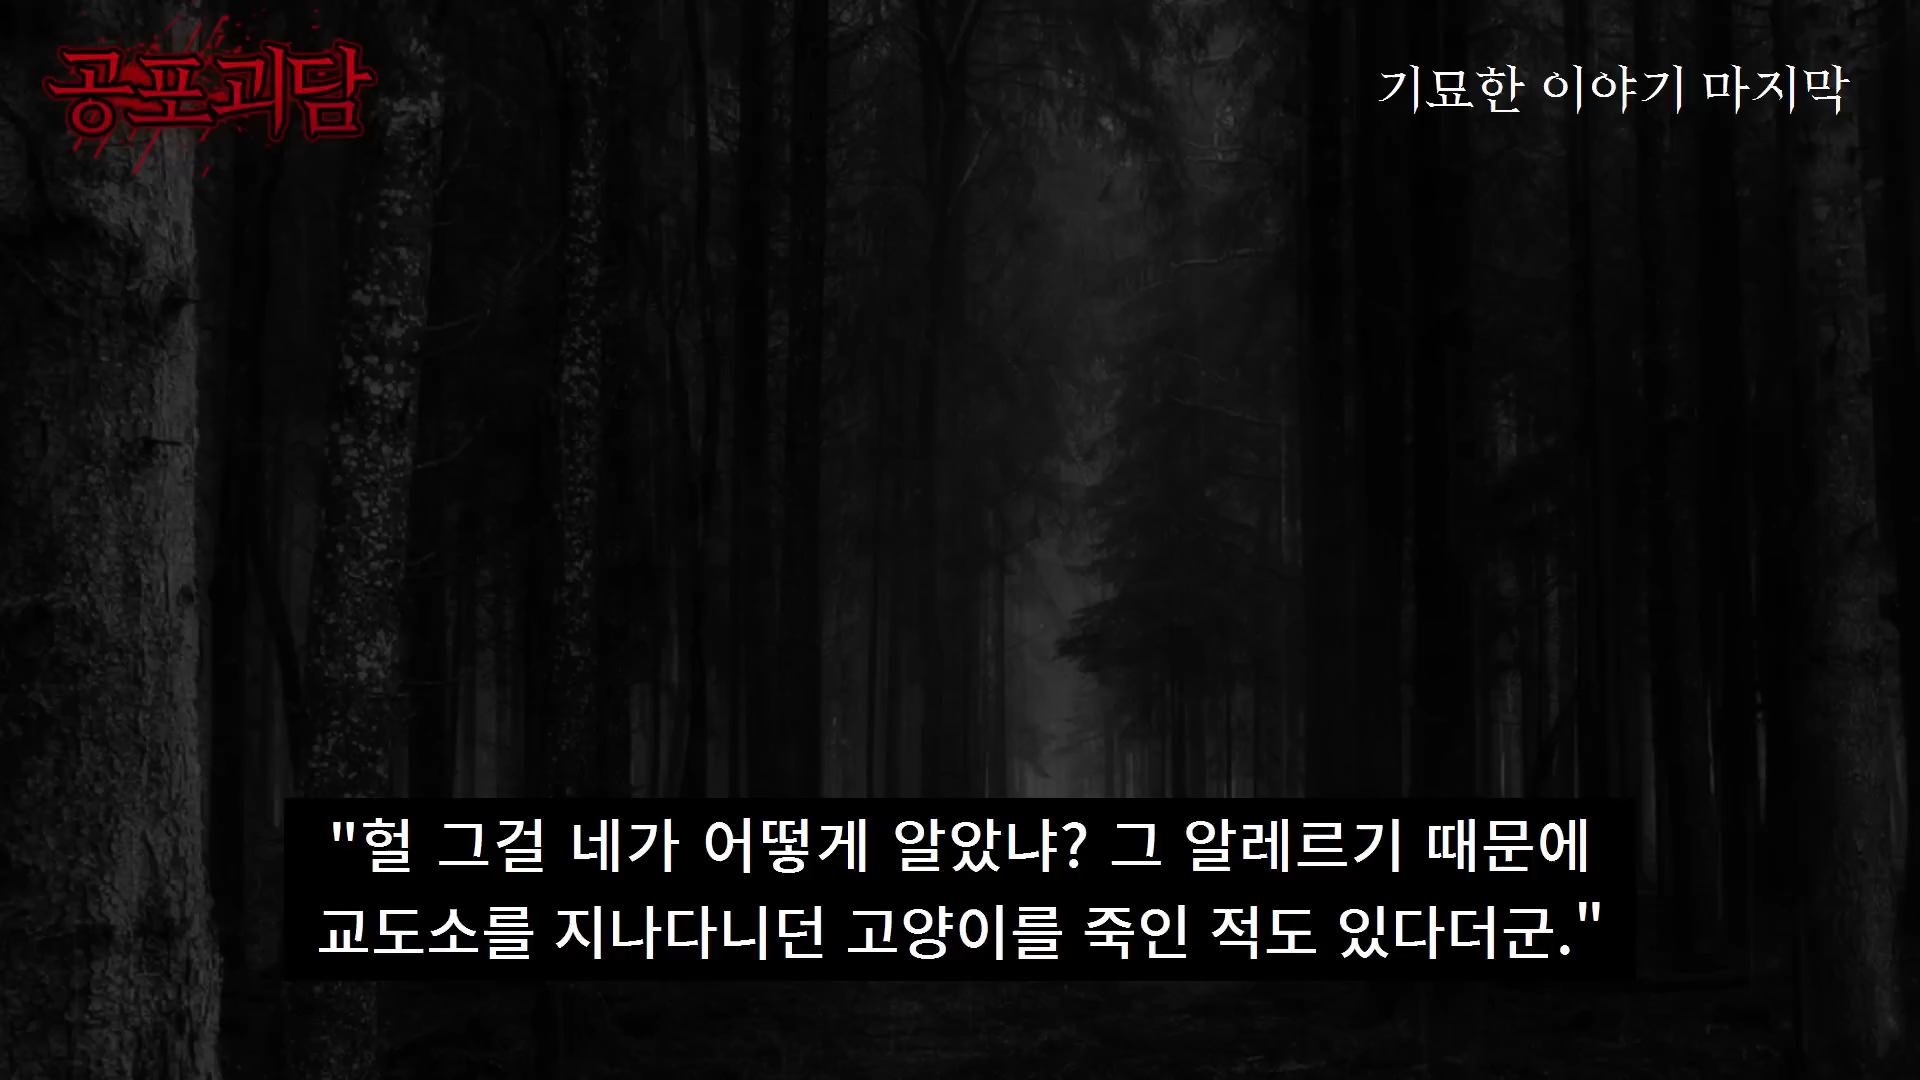 공포괴담
기묘한 이야기 마지막
"헐 그걸 네가 어떻게 알았냐? 그 알레르기 때문에
교도소를 지나다니던 고양이를 죽인 적도 있다더군."